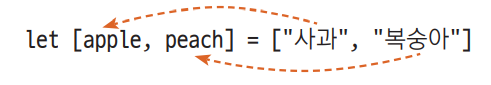 let [apple, peach] = ["사과", "복숭아"]